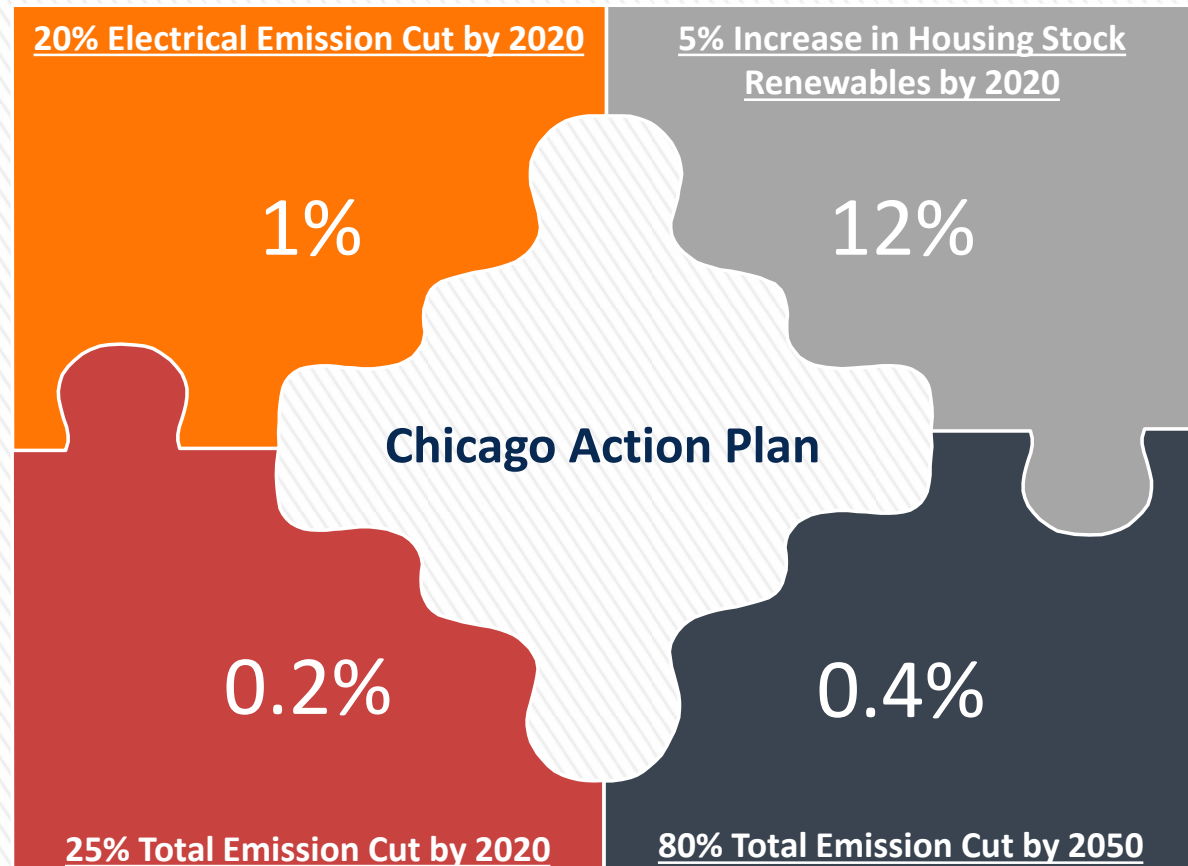 20% Electrical Emission Cut by 2020
5% Increase in Housing Stock
Renewables by 2020
1%
12%
Chicago Action Plan
0.2%
0.4%
25% Total Emission Cut by 2020
80% Total Emission Cut by 2050